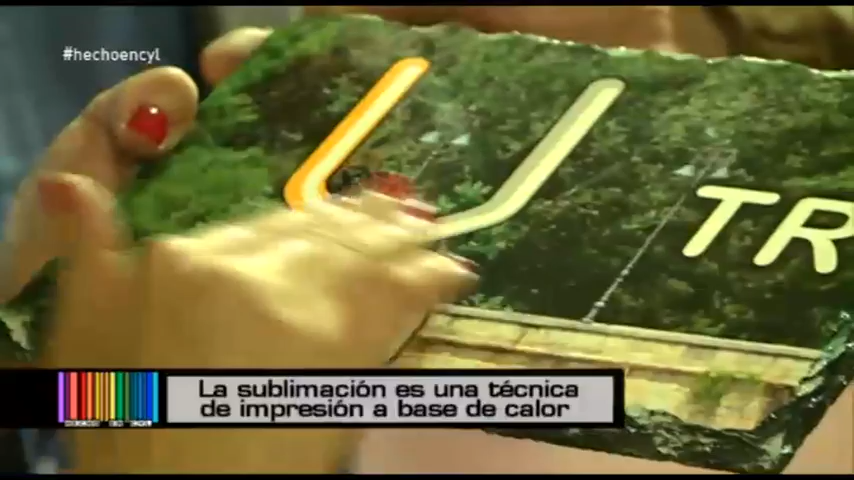 #hechoencyl
TR
La sublimación es una técnica
de impresión a base de calor